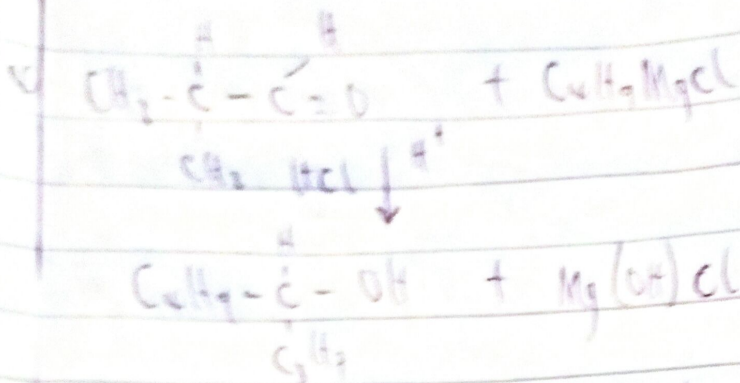 H H
CH3 - C - C = O + C4H9MgCl
CH3 HCl ↓ H+
H
C4H9 - C - OH + Mg(OH)Cl
C3H7